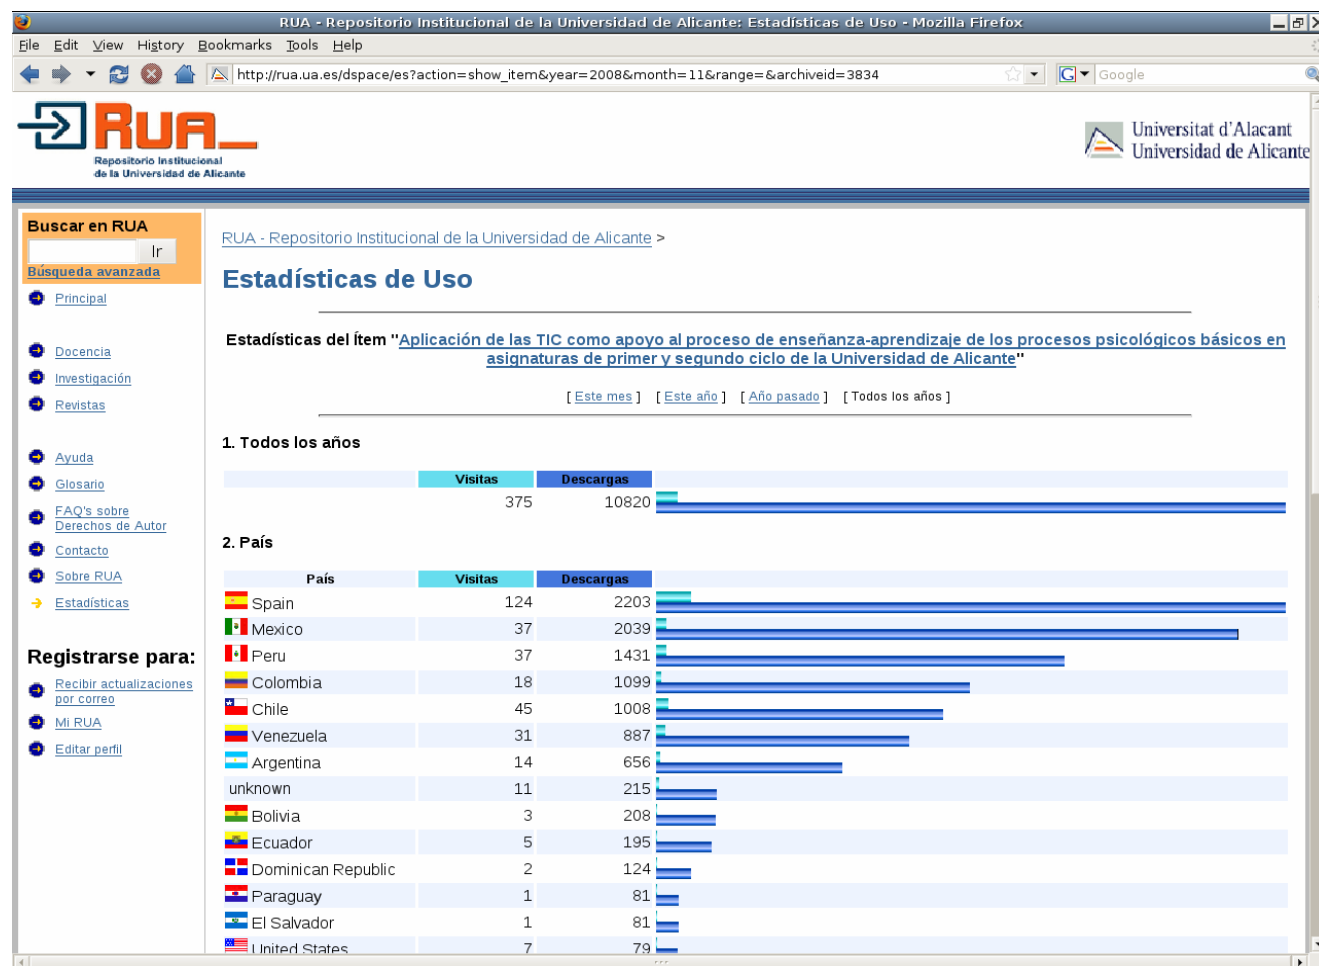 RUA - Repositorio Institucional de la Universidad de Alicante: Estadísticas de Uso - Mozilla Firefox
File Edit View History Bookmarks Tools Help
http://rua.ua.es/dspace/es?action=show_item&year=2008&month=11&range=&archiveid=3834
G Google
RUA_
Repositorio Institucional
de la Universidad de Alicante
Universitat d'Alacant
Universidad de Alicante
Buscar en RUA
Ir
Búsqueda avanzada
Principal
Docencia
Investigación
Revistas
Ayuda
Glosario
FAQ's sobre
Derechos de Autor
Contacto
Sobre RUA
Estadísticas
Registrarse para:
Recibir actualizaciones
por correo
Mi RUA
Editar perfil
RUA - Repositorio Institucional de la Universidad de Alicante >
Estadísticas de Uso
Estadísticas del Ítem "Aplicación de las TIC como apoyo al proceso de enseñanza-aprendizaje de los procesos psicológicos básicos en
asignaturas de primer y segundo ciclo de la Universidad de Alicante"
[ Este mes ] [ Este año ] [ Año pasado ] [ Todos los años ]
1. Todos los años
Visitas Descargas
375 10820
2. País
País Visitas Descargas
Spain 124 2203
Mexico 37 2039
Peru 37 1431
Colombia 18 1099
Chile 45 1008
Venezuela 31 887
Argentina 14 656
unknown 11 215
Bolivia 3 208
Ecuador 5 195
Dominican Republic 2 124
Paraguay 1 81
El Salvador 1 81
United States 7 79